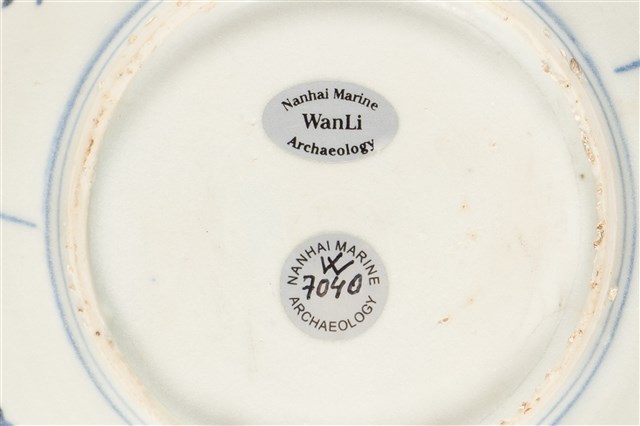 Nanhai Marine
WanLi
Archaeology
NANHAI MARINE
W
7040
ARCHAEOLOGY